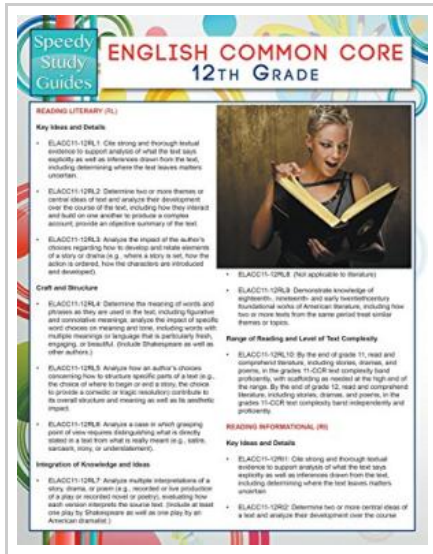 Speedy
Study
Guides
ENGLISH COMMON CORE
12TH GRADE
READING LITERARY (RL)
Key Ideas and Details
• ELACC11-12RL1: Cite strong and thorough textual
evidence to support analysis of what the text says
explicitly as well as inferences drawn from the text,
including determining where the text leaves matters
uncertain.
• ELACC11-12RL2: Determine two or more themes or
central ideas of text and analyze their development
over the course of the text, including how they interact
and build on one another to produce a complex
account; provide an objective summary of the text.
• ELACC11-12RL3: Analyze the impact of the author's
choices regarding how to develop and relate elements
of a story or drama (e.g., where a story is set, how the
action is ordered, how the characters are introduced
and developed).
Craft and Structure
• ELACC11-12RL4: Determine the meaning of words and
phrases as they are used in the text, including figurative
and connotative meanings; analyze the impact of specific
word choices on meaning and tone, including words with
multiple meanings or language that is particularly fresh,
engaging, or beautiful. (Include Shakespeare as well as
other authors.)
• ELACC11-12RL5: Analyze how an author's choices
concerning how to structure specific parts of a text (e.g.,
the choice of where to begin or end a story, the choice
to provide a comedic or tragic resolution) contribute to
its overall structure and meaning as well as its aesthetic
impact.
• ELACC11-12RL6: Analyze a case in which grasping
point of view requires distinguishing what is directly
stated in a text from what is really meant (e.g., satire,
sarcasm, irony, or understatement).
Integration of Knowledge and Ideas
• ELACC11-12RL7: Analyze multiple interpretations of a
story, drama, or poem (e.g., recorded or live production
of a play or recorded novel or poetry), evaluating how
each version interprets the source text. (Include at least
one play by Shakespeare as well as one play by an
American dramatist.)
• ELACC11-12RL8: (Not applicable to literature)
• ELACC11-12RL9: Demonstrate knowledge of
eighteenth-, nineteenth- and early twentiethcentury
foundational works of American literature, including how
two or more texts from the same period treat similar
themes or topics.
Range of Reading and Level of Text Complexity
• ELACC11-12RL10: By the end of grade 11, read and
comprehend literature, including stories, dramas, and
poems, in the grades 11-CCR text complexity band
proficiently, with scaffolding as needed at the high end of
the range. By the end of grade 12, read and comprehend
literature, including stories, dramas, and poems, in the
grades 11-CCR text complexity band independently and
proficiently.
READING INFORMATIONAL (RI)
Key Ideas and Details
• ELACC11-12RI1: Cite strong and thorough textual
evidence to support analysis of what the text says
explicitly as well as inferences drawn from the text,
including determining where the text leaves matters
uncertain.
• ELACC11-12RI2: Determine two or more central ideas of
a text and analyze their development over the course